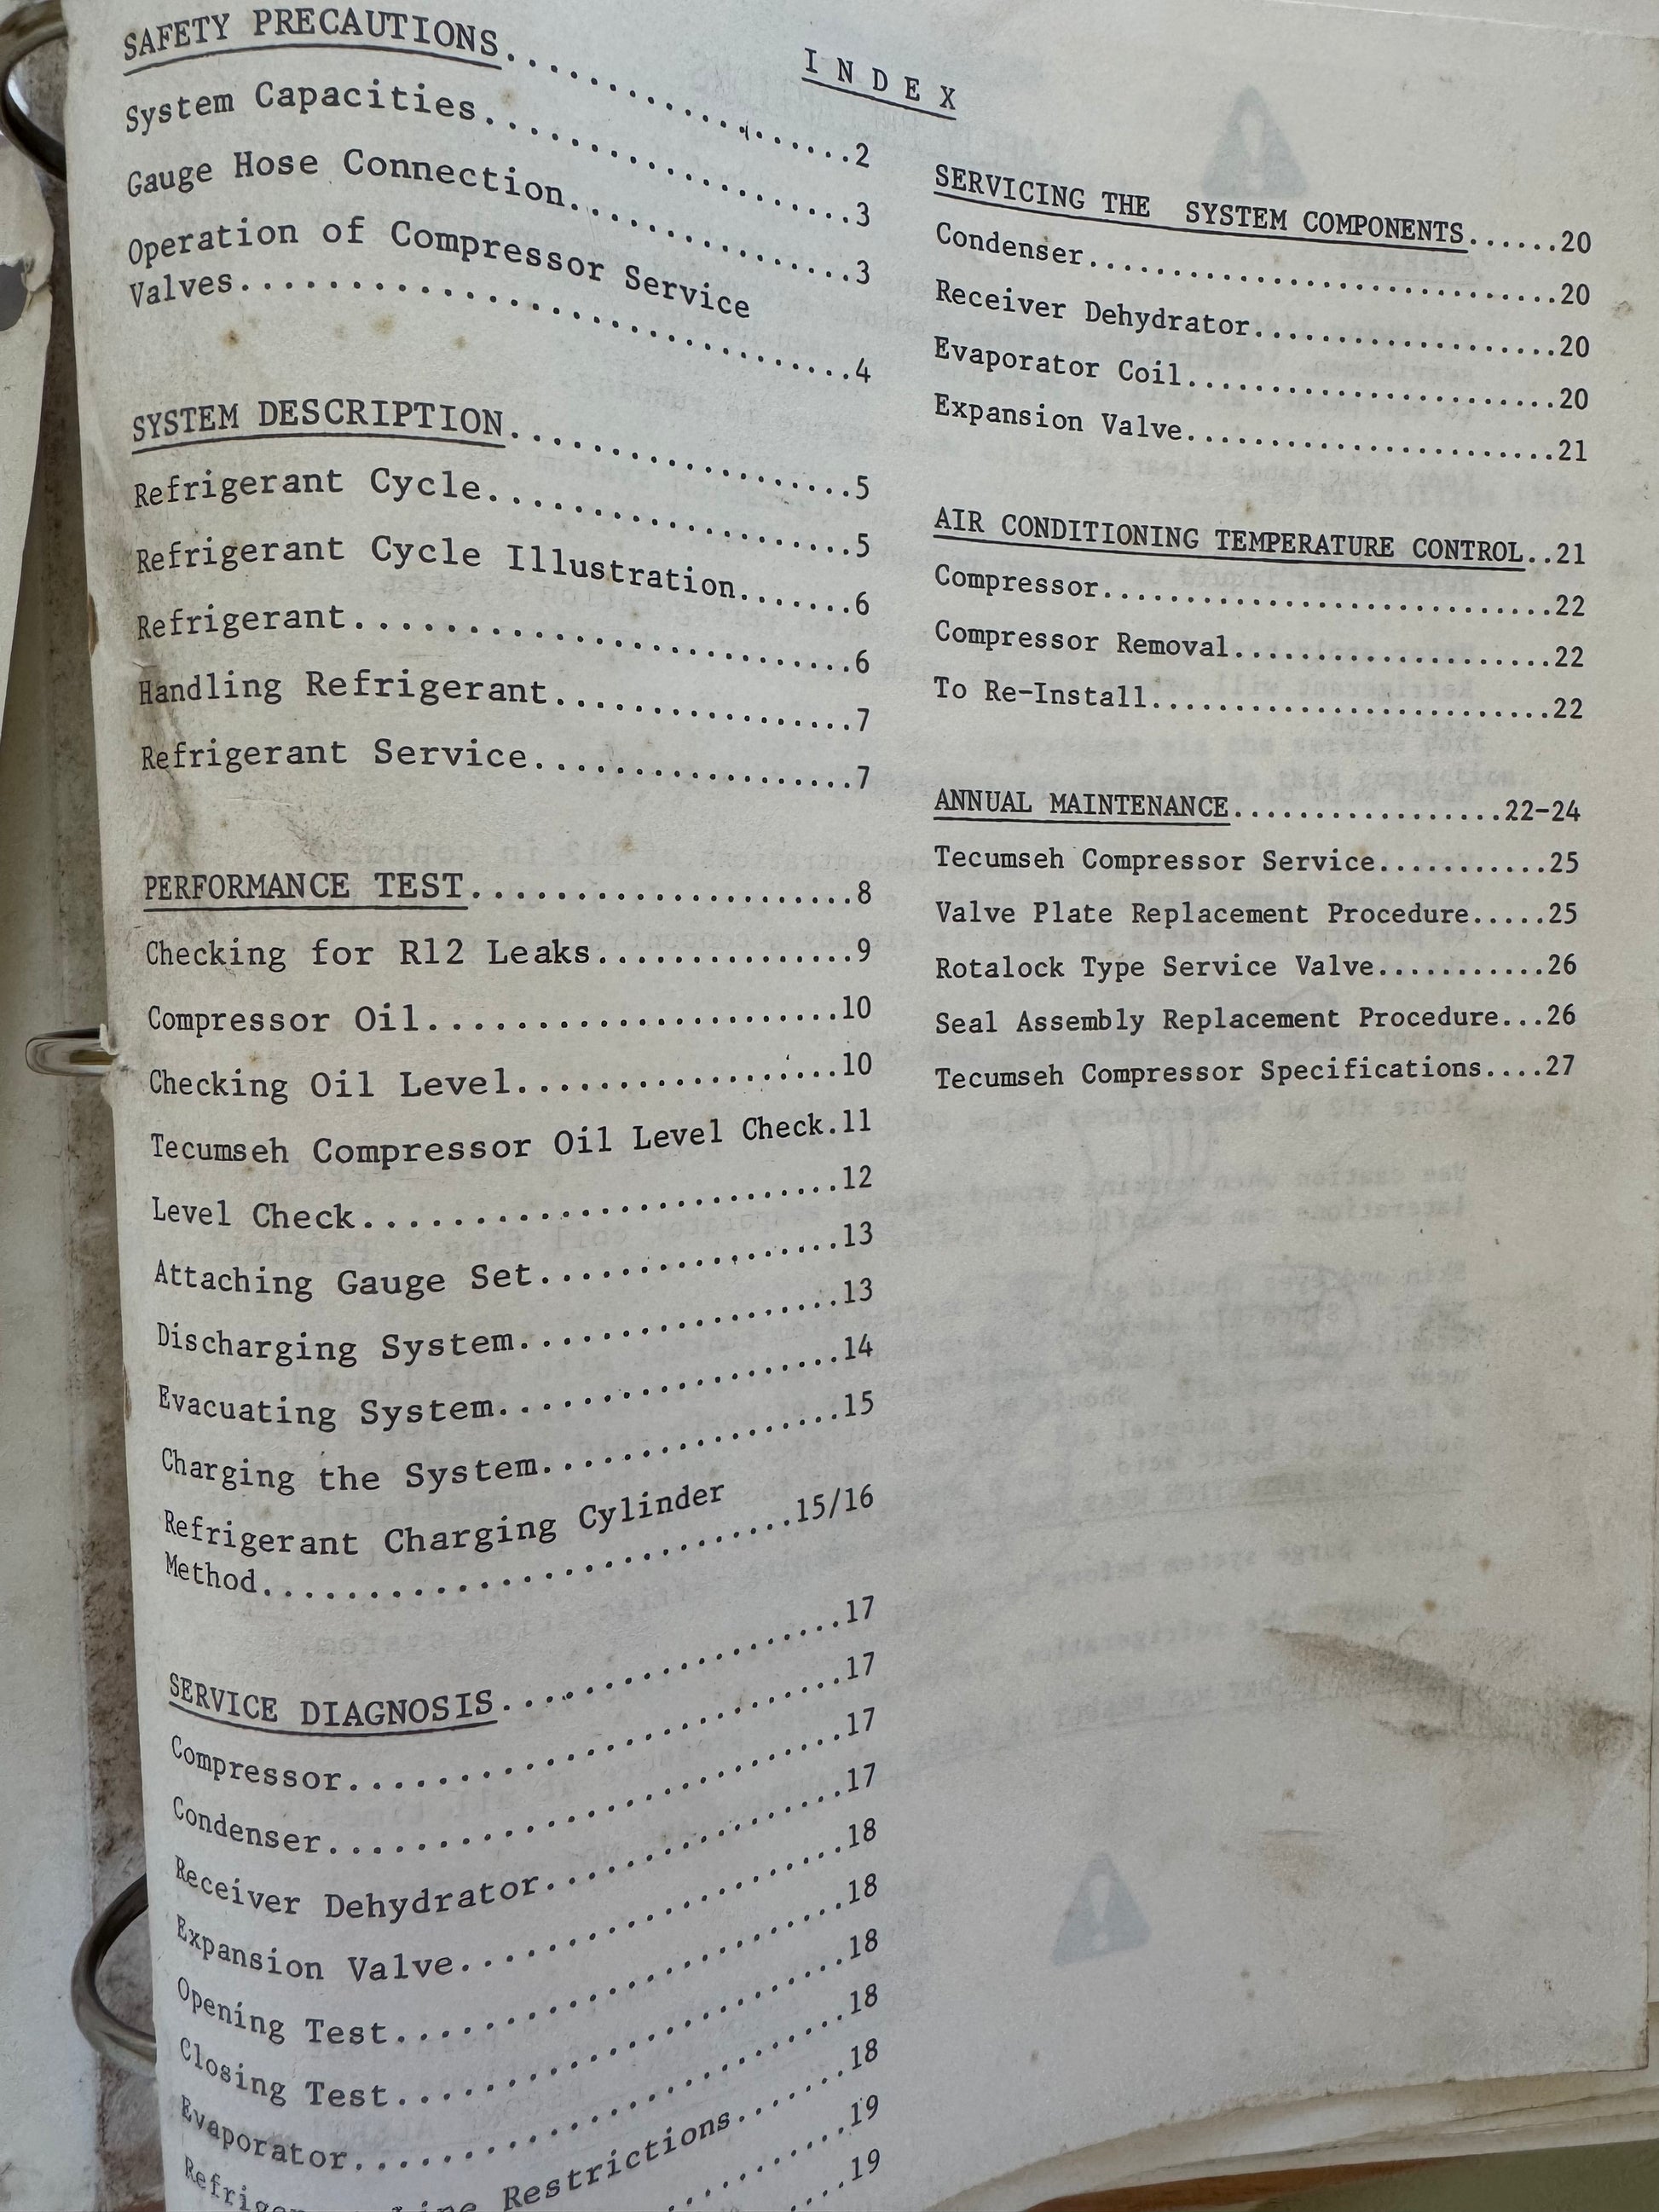 INDEX
SAFETY PRECAUTIONS....................2
System Capacities.....................3
Gauge Hose Connection.................3
Operation of Compressor Service
Valves................................4
SYSTEM DESCRIPTION....................5
Refrigerant Cycle.....................5
Refrigerant Cycle Illustration.......6
Refrigerant...........................6
Handling Refrigerant..................7
Refrigerant Service...................7
PERFORMANCE TEST......................8
Checking for R12 Leaks................9
Compressor Oil.......................10
Checking Oil Level...................10
Tecumseh Compressor Oil Level Check.11
Level Check..........................12
Attaching Gauge Set..................13
Discharging System...................13
Evacuating System....................14
Charging the System..................15
Refrigerant Charging Cylinder
Method............................15/16
SERVICE DIAGNOSIS....................17
Compressor...........................17
Condenser............................17
Receiver Dehydrator..................17
Expansion Valve......................18
Opening Test.........................18
Closing Test.........................18
Evaporator...........................18
Restrictions.......18
19
19
SERVICING THE SYSTEM COMPONENTS......20
Condenser............................20
Receiver Dehydrator..................20
Evaporator Coil......................20
Expansion Valve......................21
AIR CONDITIONING TEMPERATURE CONTROL..21
Compressor...........................22
Compressor Removal...................22
To Re-Install........................22
ANNUAL MAINTENANCE.................22-24
Tecumseh Compressor Service..........25
Valve Plate Replacement Procedure.....25
Rotalock Type Service Valve..........26
Seal Assembly Replacement Procedure...26
Tecumseh Compressor Specifications....27